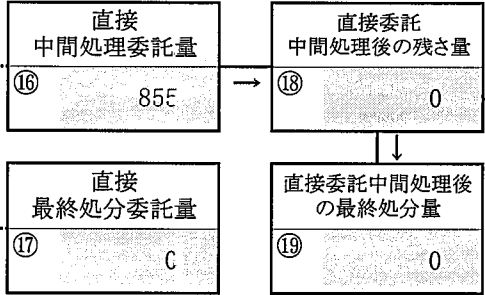 直接
中間処理委託量
⑯ 855
→
直接委託
中間処理後の残さ量
⑱ 0
↓
直接
最終処分委託量
⑰
直接委託中間処理後
の最終処分量
⑲ 0